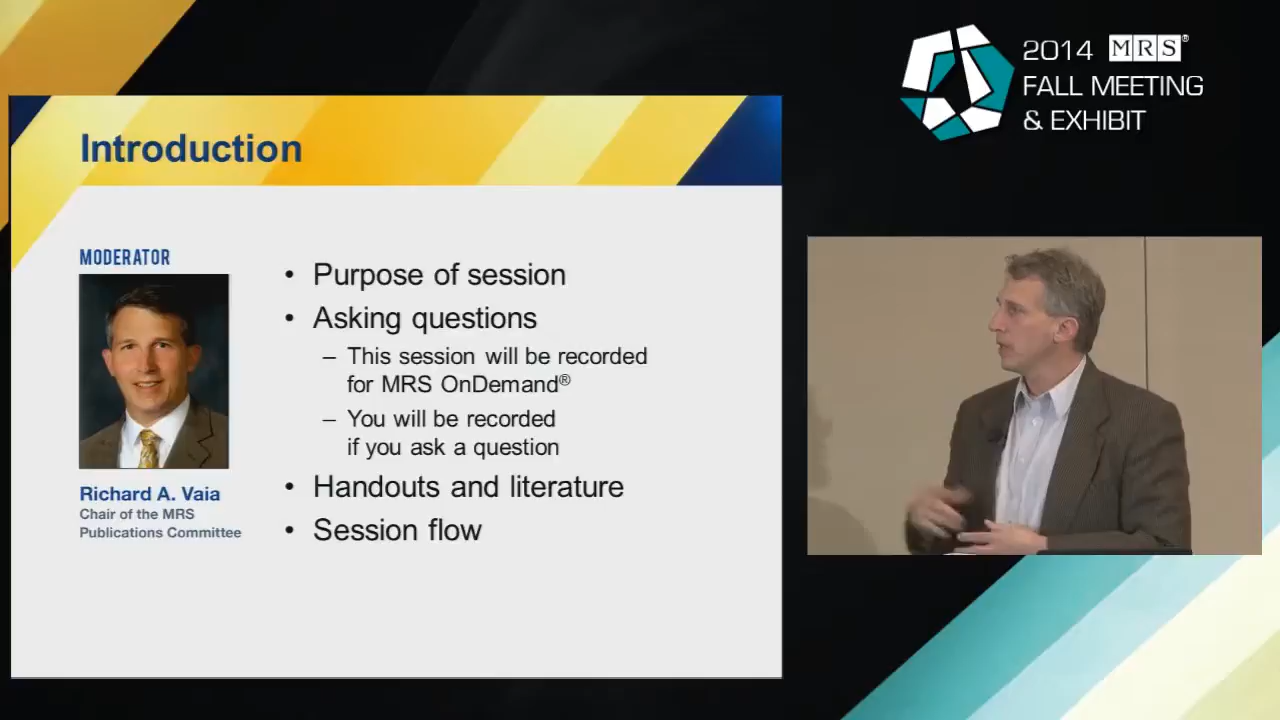 Introduction
MODERATOR
Richard A. Vaia
Chair of the MRS
Publications Committee
• Purpose of session
• Asking questions
– This session will be recorded
for MRS OnDemand®
– You will be recorded
if you ask a question
• Handouts and literature
• Session flow
2014 MRS®
FALL MEETING
& EXHIBIT